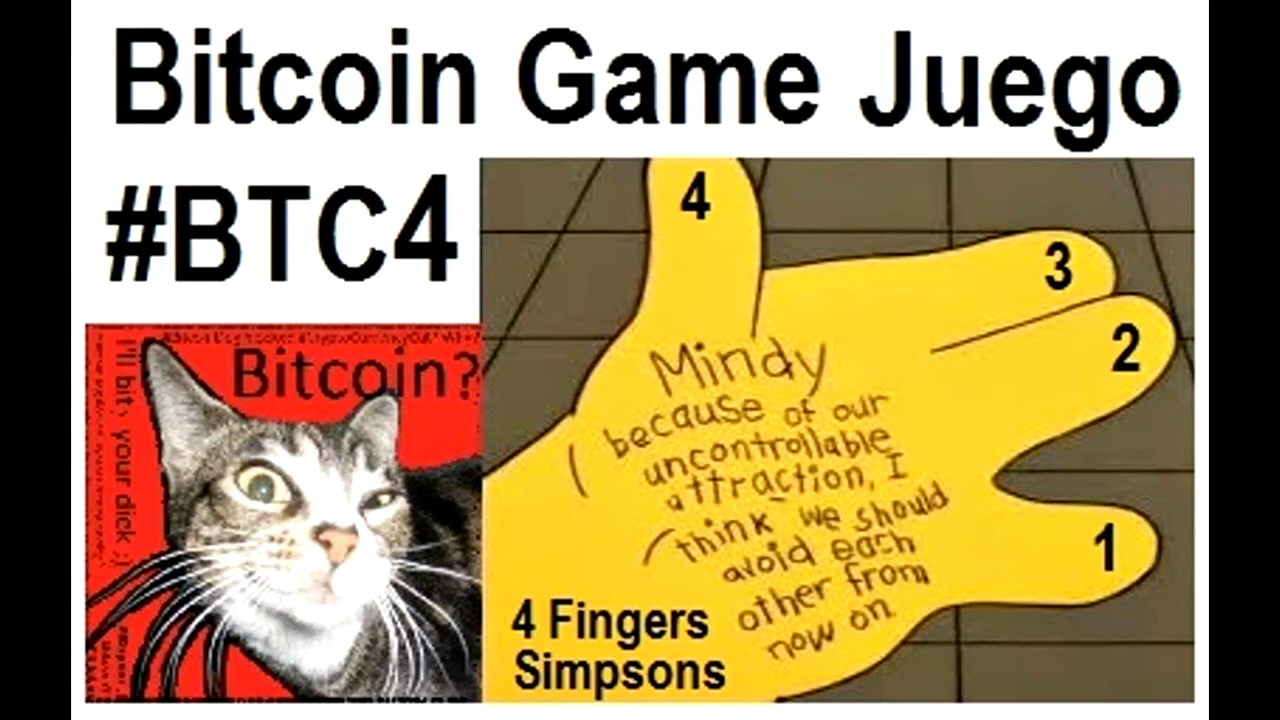 Bitcoin Game Juego
#BTC4
Bitcoin?
I'll bit, your dick :)
4
3
2
1
Mindy
because of our
uncontrollable
attraction, I
think we should
avoid each
other from
now on
4 Fingers
Simpsons